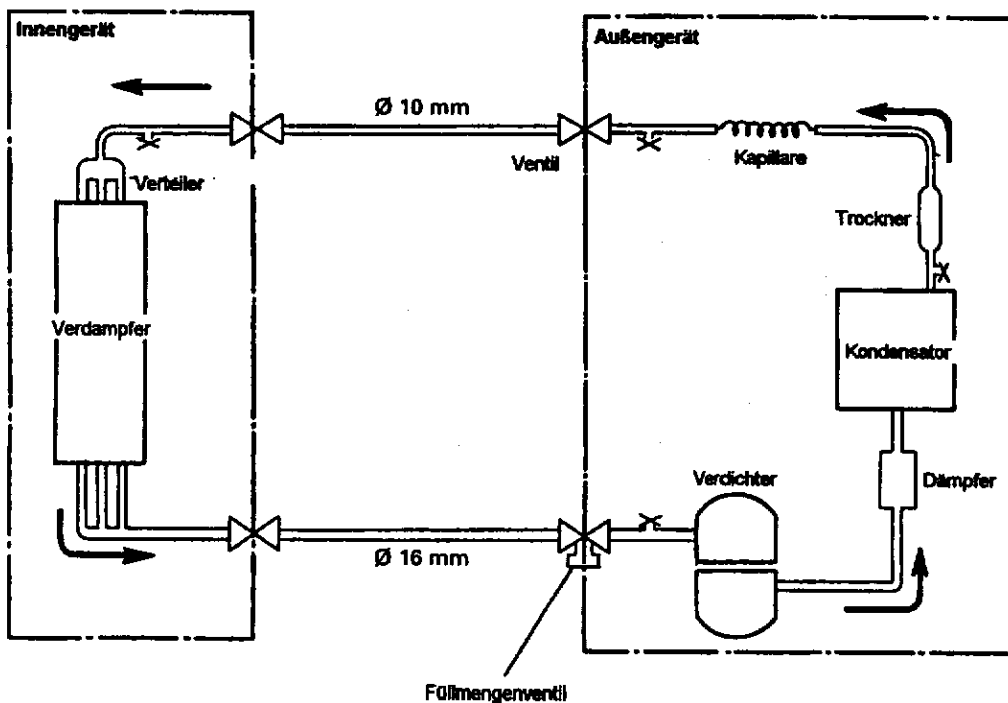 Innengerät
Außengerät
Ø 10 mm
Ventil
Kapillare
Verteiler
Trockner
Verdampfer
Kondensator
Verdichter
Dämpfer
Ø 16 mm
Füllmengenventil